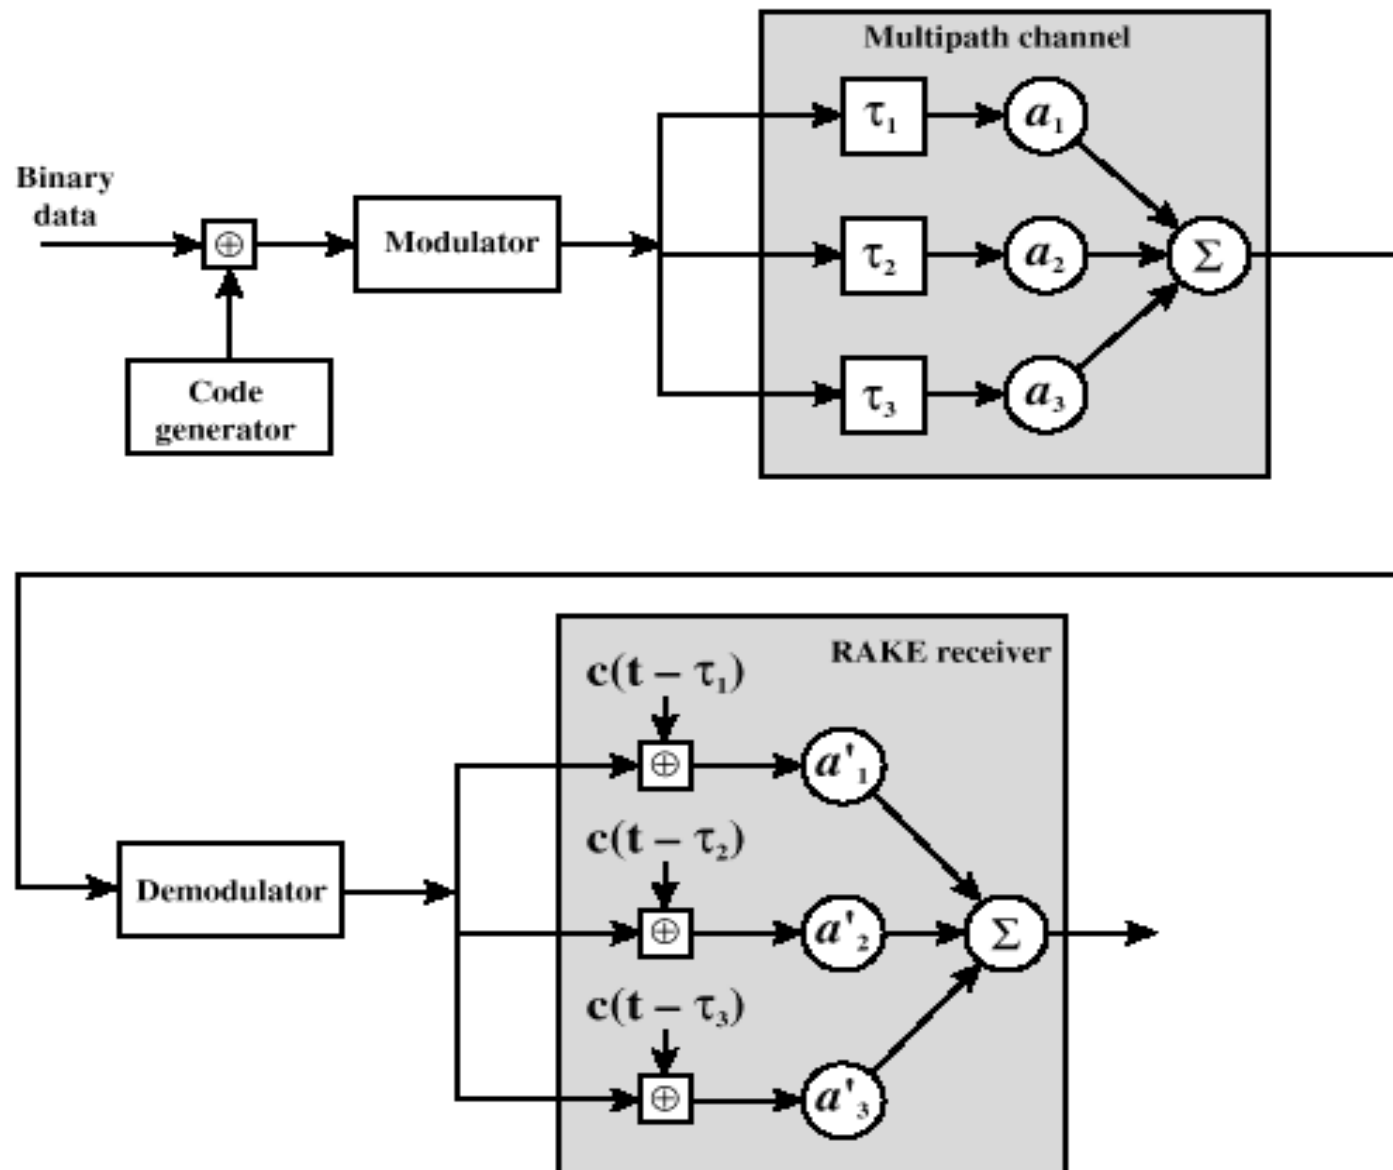 Multipath channel
τ₁
a₁
Binary
data
⊕
Modulator
τ₂
a₂
Σ
Code
generator
τ₃
a₃
RAKE receiver
c(t – τ₁)
⊕
a'₁
c(t – τ₂)
Demodulator
⊕
a'₂
Σ
c(t – τ₃)
⊕
a'₃